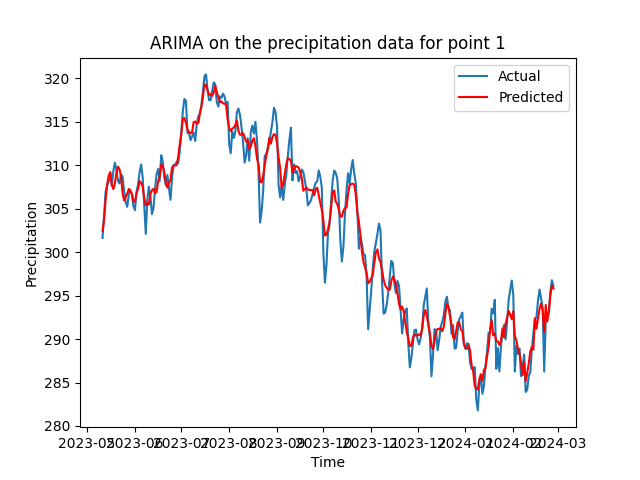 ARIMA on the precipitation data for point 1
Actual
Predicted
Precipitation
320
315
310
305
300
295
290
285
280
2023-05 2023-06 2023-07 2023-08 2023-09 2023-10 2023-11 2023-12 2024-01 2024-02 2024-03
Time